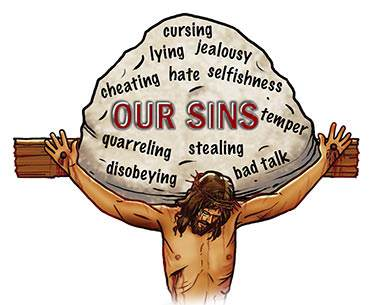 cursing
lying jealousy
cheating hate selfishness
OUR SINS
temper
quarreling stealing
disobeying bad talk